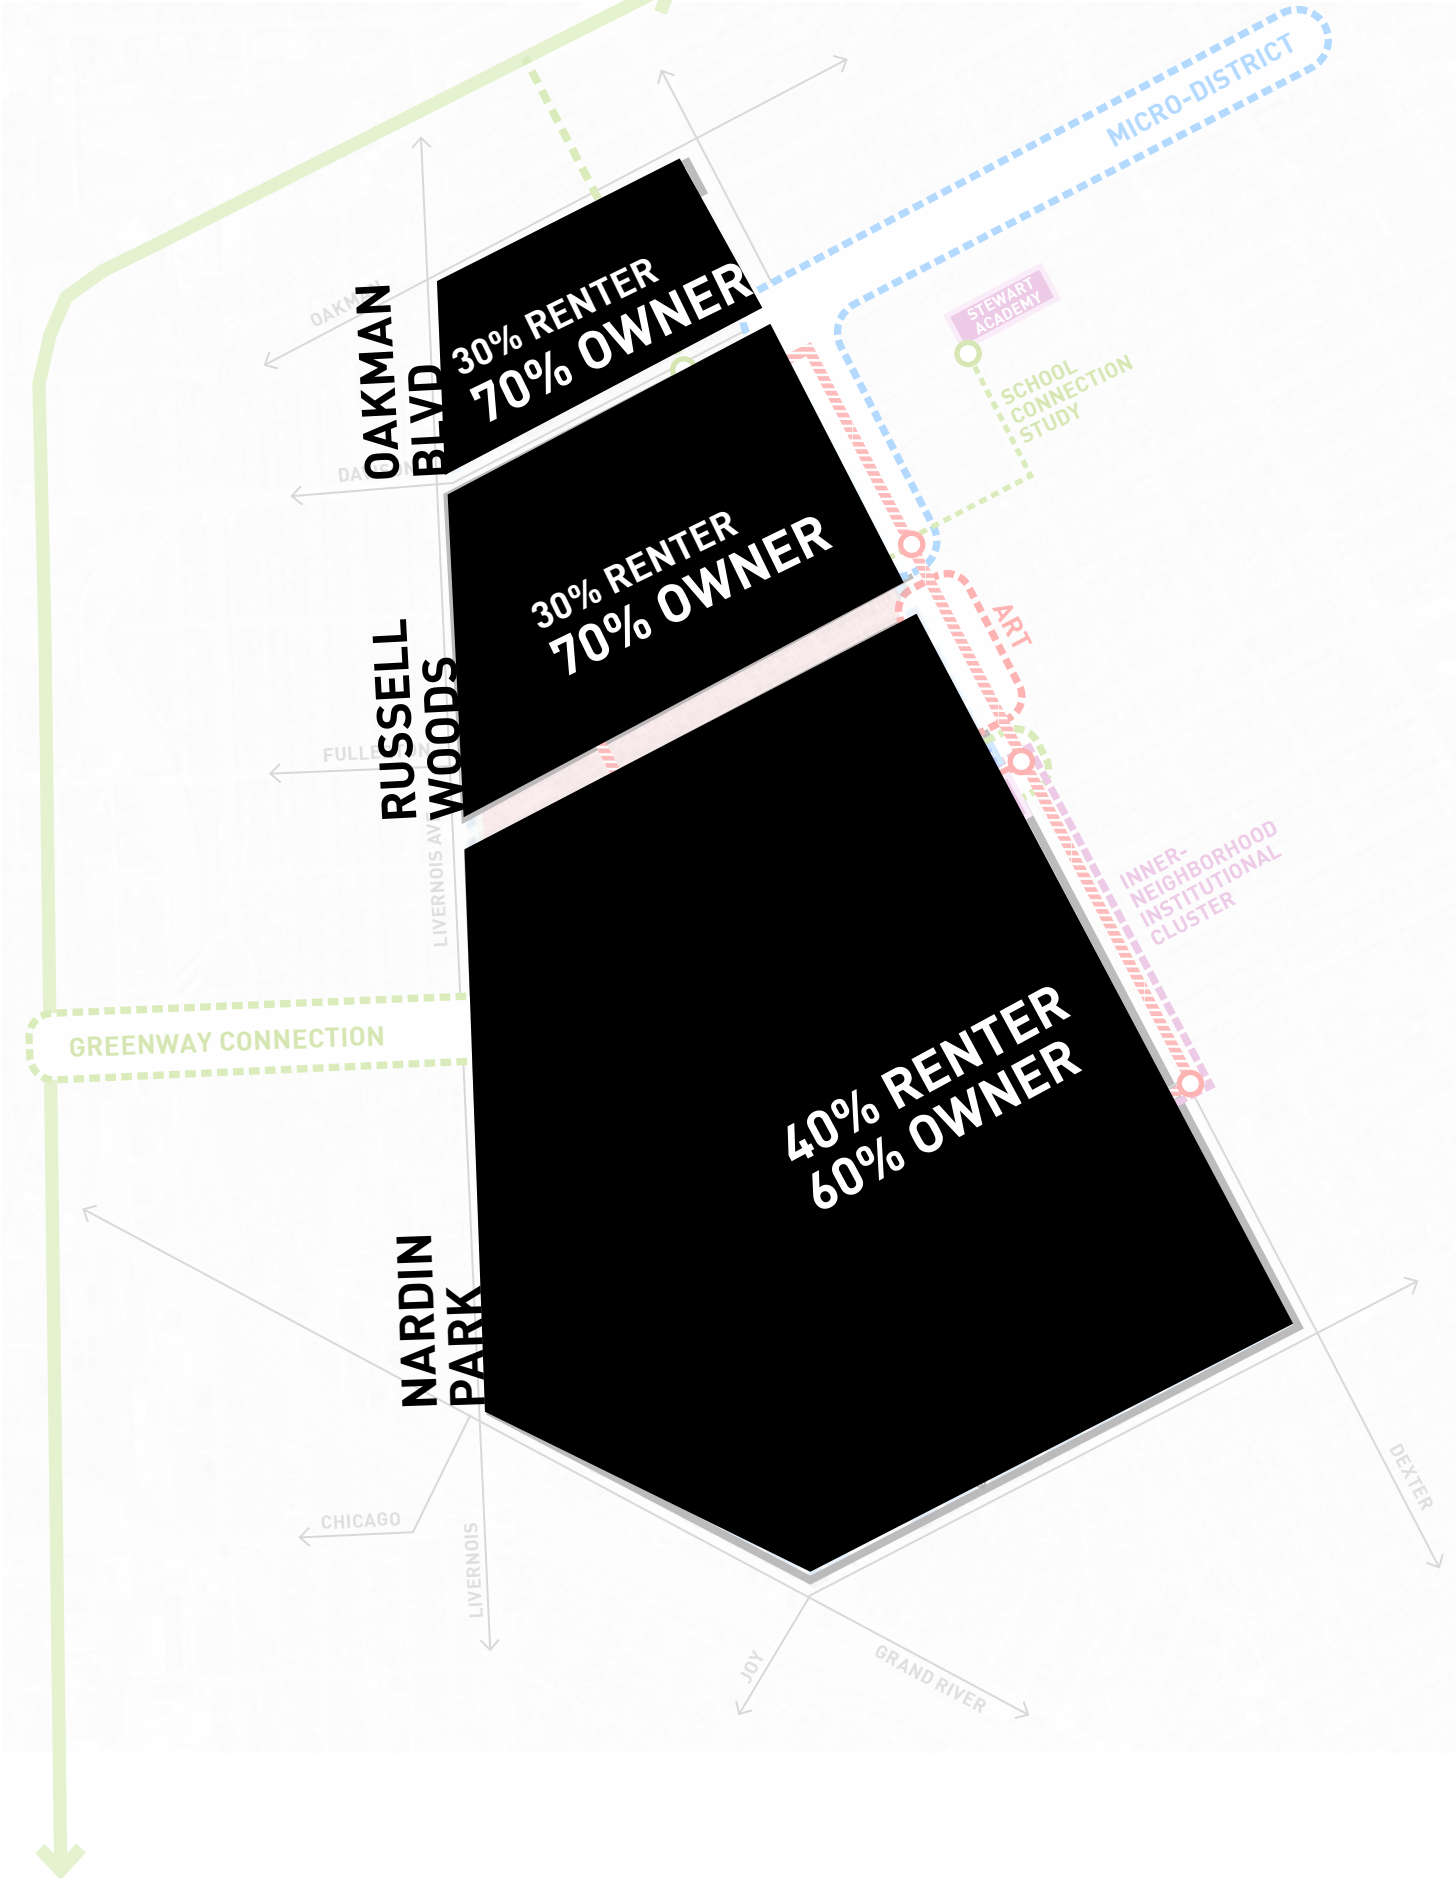 MICRO-DISTRICT
OAKMAN
OAKMAN
BLVD
30% RENTER
70% OWNER
STEWART
ACADEMY
SCHOOL
CONNECTION
STUDY
30% RENTER
70% OWNER
ART
RUSSELL
WOODS
LIVERNOIS AVE
INNER-
NEIGHBORHOOD
INSTITUTIONAL
CLUSTER
GREENWAY CONNECTION
40% RENTER
60% OWNER
NARDIN
PARK
CHICAGO
LIVERNOIS
DEXTER
JOY
GRAND RIVER